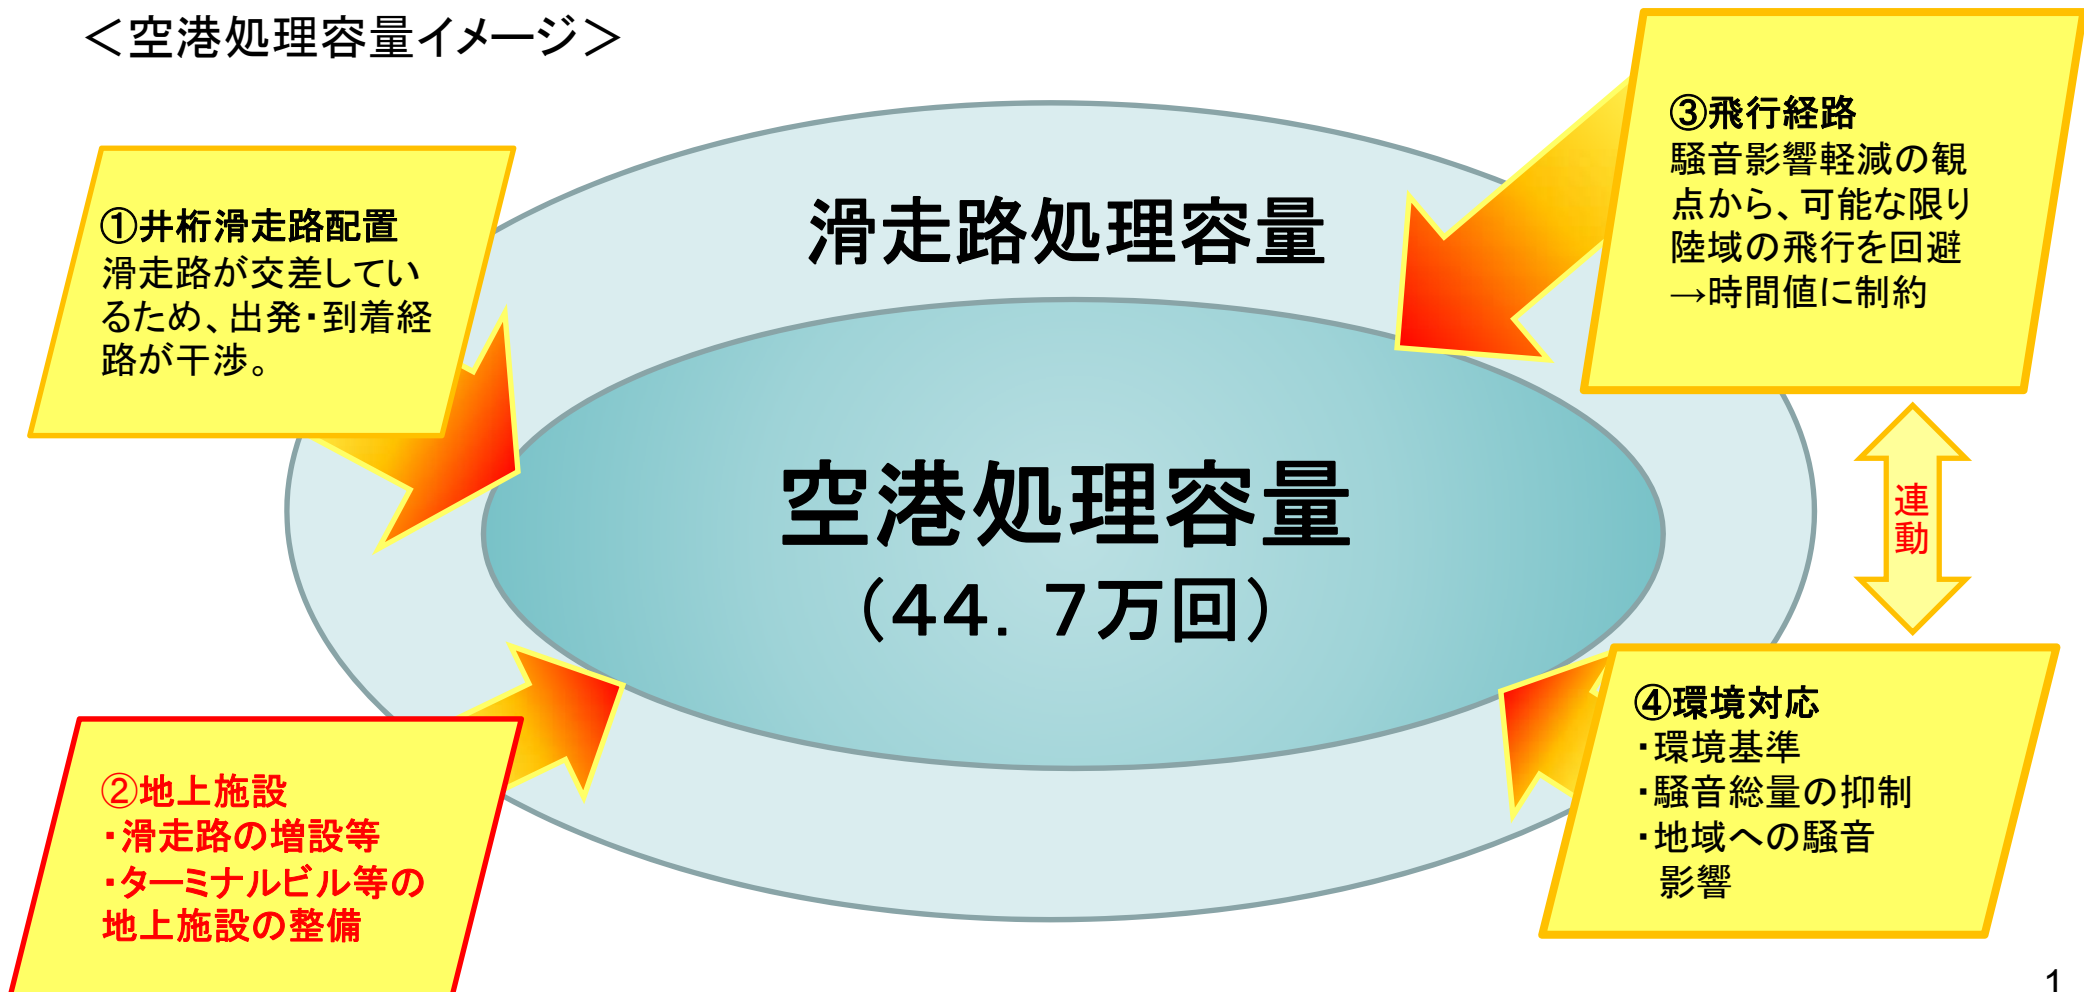 ＜空港処理容量イメージ＞
①井桁滑走路配置
滑走路が交差してい
るため、出発・到着経
路が干渉。
滑走路処理容量
③飛行経路
騒音影響軽減の観
点から、可能な限り
陸域の飛行を回避
→時間値に制約
空港処理容量
（４４．７万回）
連
動
②地上施設
・滑走路の増設等
・ターミナルビル等の
地上施設の整備
④環境対応
・環境基準
・騒音総量の抑制
・地域への騒音
影響
1